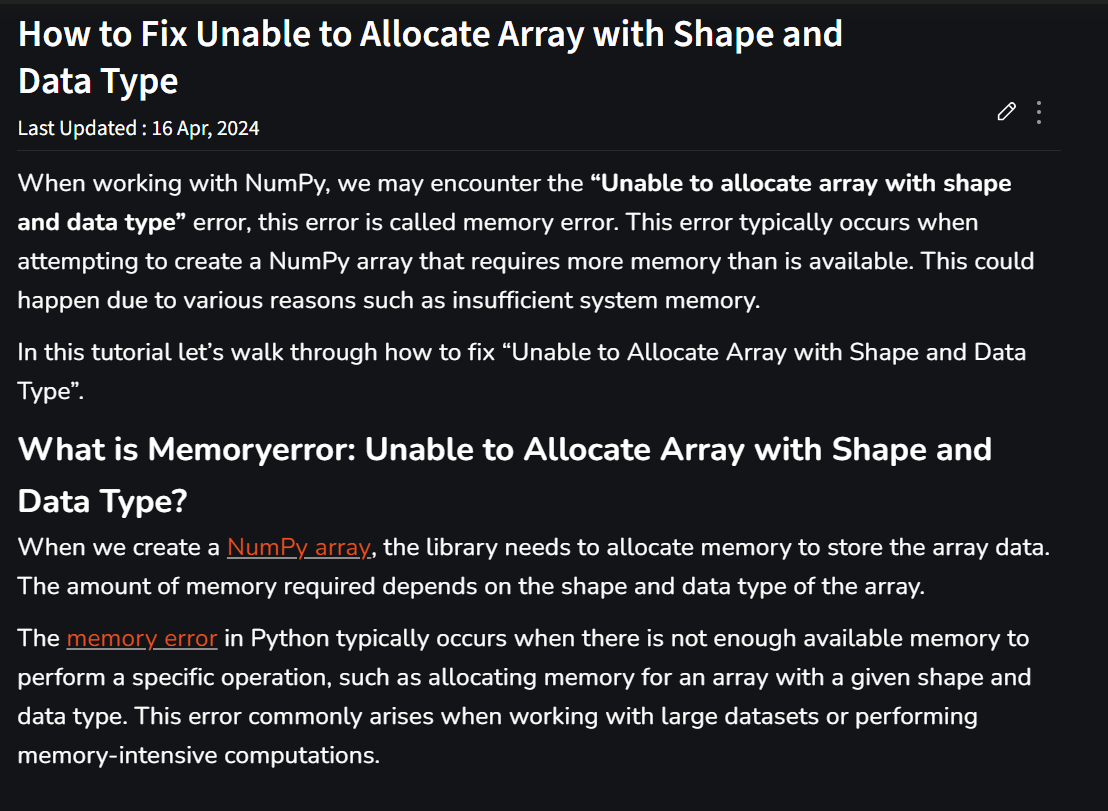 How to Fix Unable to Allocate Array with Shape and
Data Type
Last Updated : 16 Apr, 2024
When working with NumPy, we may encounter the “Unable to allocate array with shape
and data type” error, this error is called memory error. This error typically occurs when
attempting to create a NumPy array that requires more memory than is available. This could
happen due to various reasons such as insufficient system memory.
In this tutorial let’s walk through how to fix “Unable to Allocate Array with Shape and Data
Type”.
What is Memoryerror: Unable to Allocate Array with Shape and
Data Type?
When we create a NumPy array, the library needs to allocate memory to store the array data.
The amount of memory required depends on the shape and data type of the array.
The memory error in Python typically occurs when there is not enough available memory to
perform a specific operation, such as allocating memory for an array with a given shape and
data type. This error commonly arises when working with large datasets or performing
memory-intensive computations.